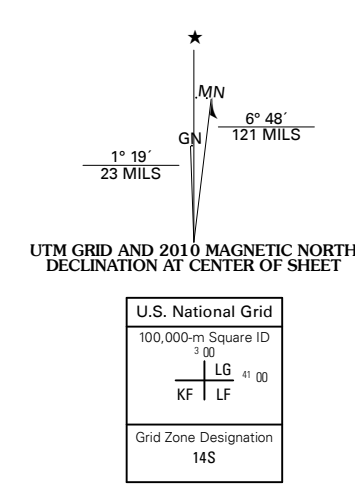 ★
MN
GN
6° 48´
121 MILS
1° 19´
23 MILS
UTM GRID AND 2010 MAGNETIC NORTH
DECLINATION AT CENTER OF SHEET
U.S. National Grid
100,000-m Square ID
3 00
LG 41 00
KF LF
Grid Zone Designation
14S